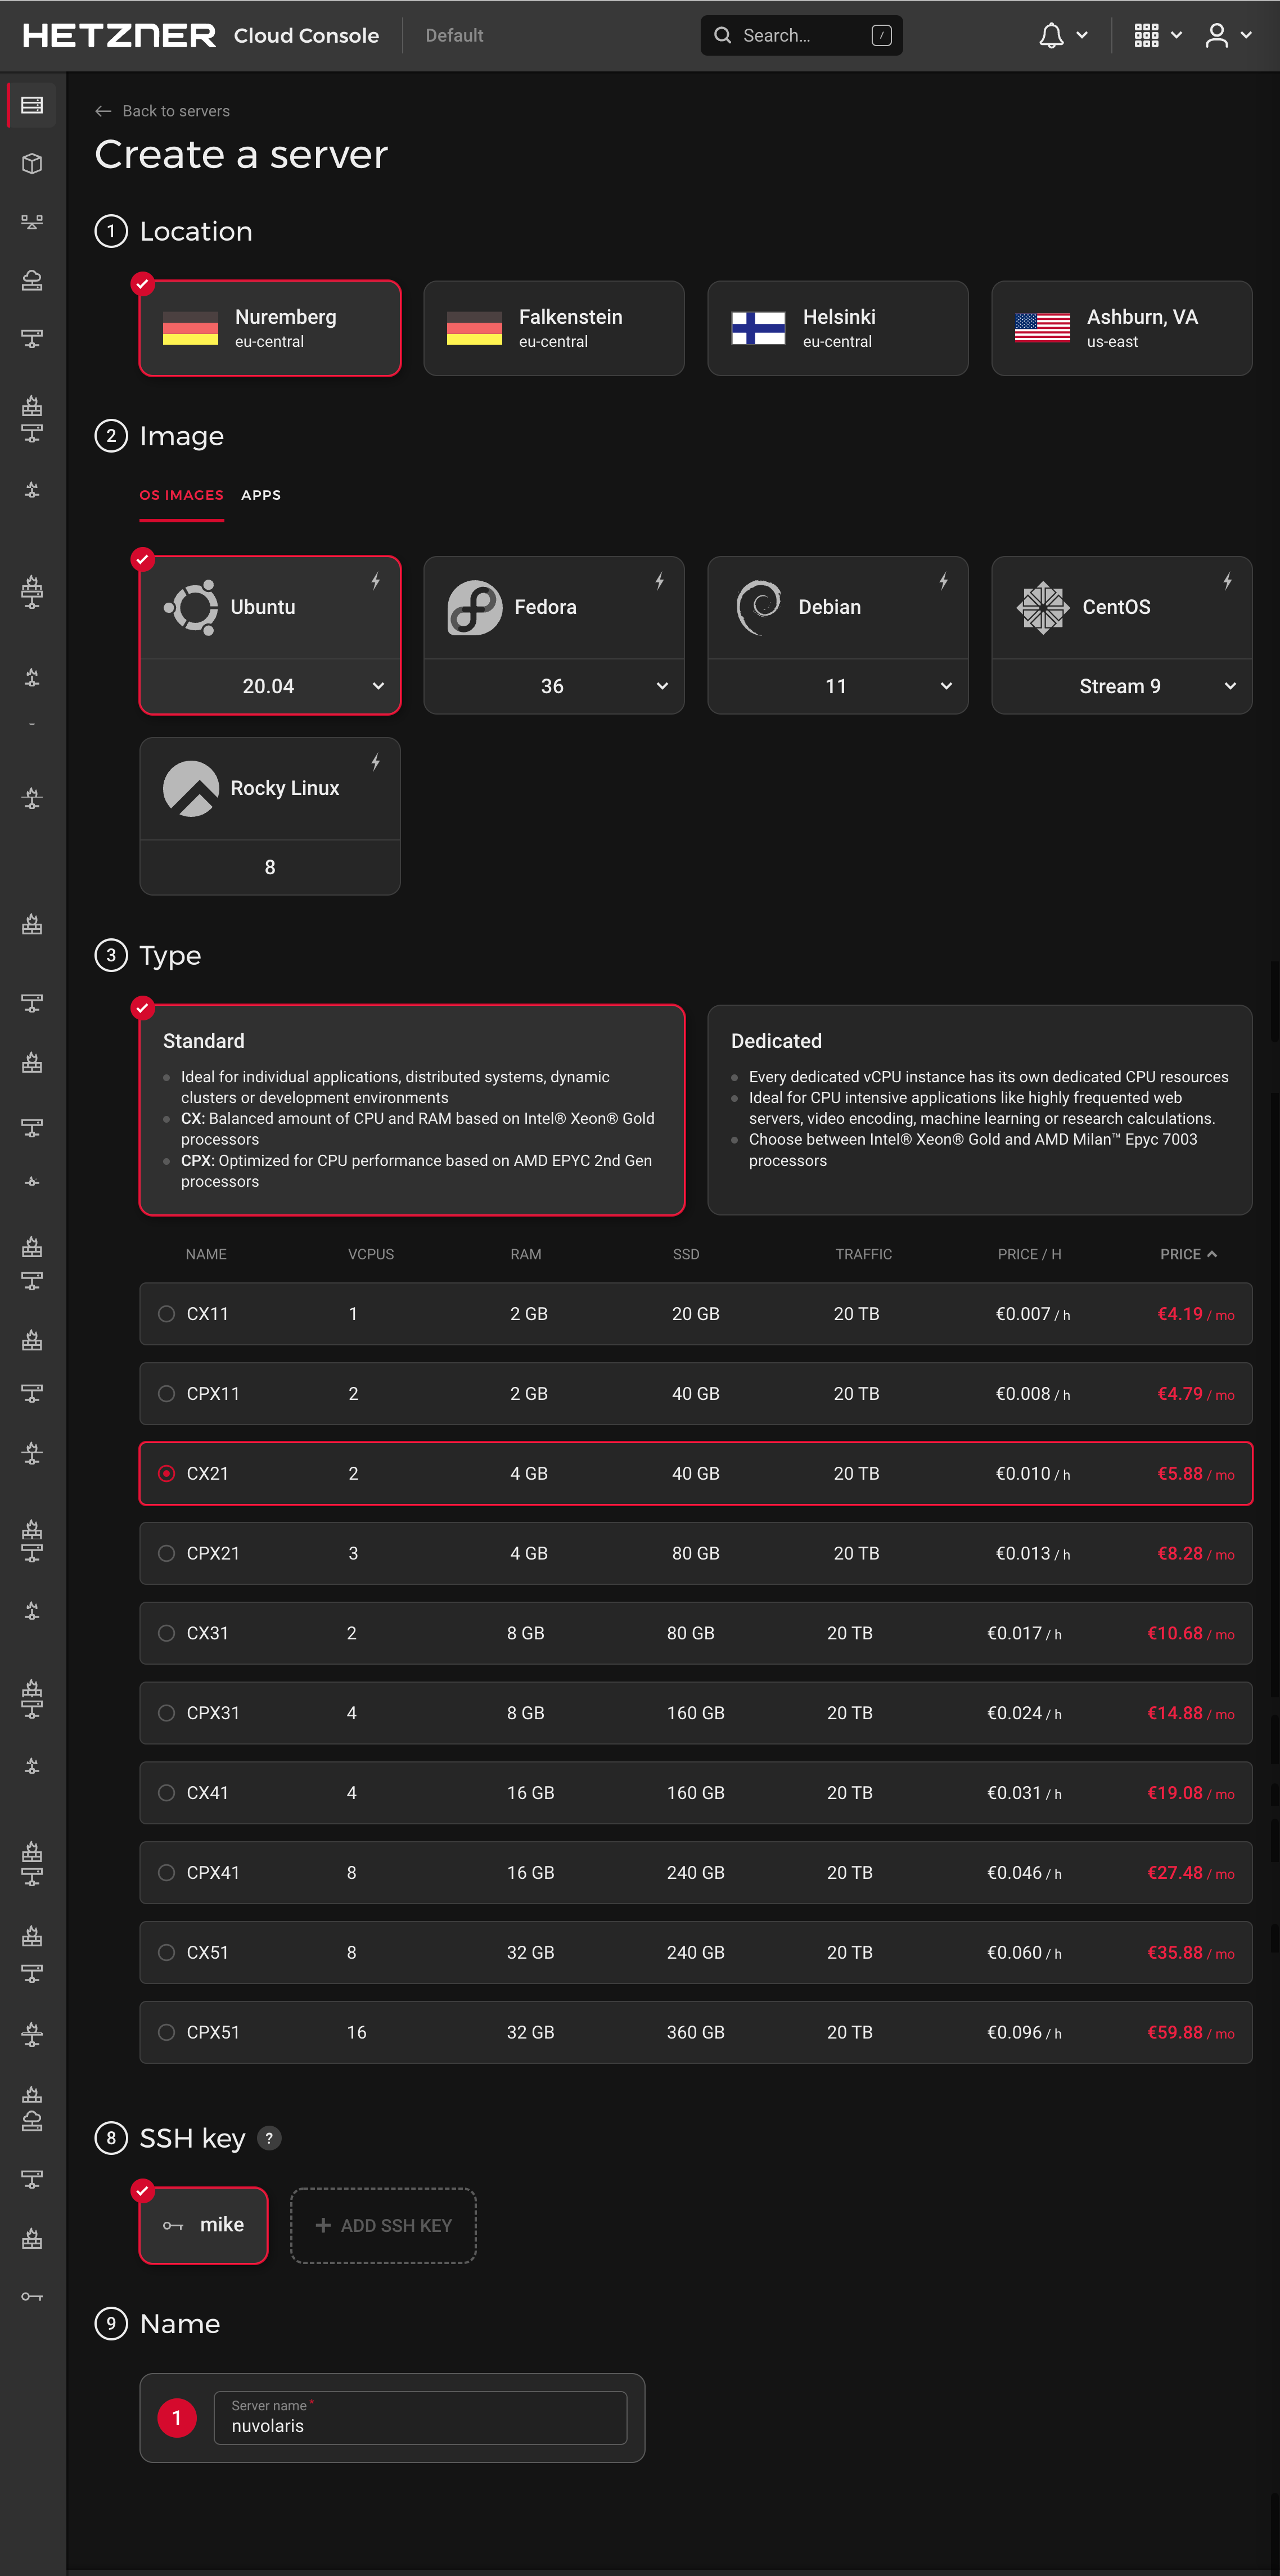 HETZNER Cloud Console Default Search... /
Back to servers
Create a server
1 Location
Nuremberg
eu-central
Falkenstein
eu-central
Helsinki
eu-central
Ashburn, VA
us-east
2 Image
OS IMAGES APPS
Ubuntu
20.04
Fedora
36
Debian
11
CentOS
Stream 9
Rocky Linux
8
3 Type
Standard
Ideal for individual applications, distributed systems, dynamic
clusters or development environments
CX: Balanced amount of CPU and RAM based on Intel® Xeon® Gold
processors
CPX: Optimized for CPU performance based on AMD EPYC 2nd Gen
processors
Dedicated
Every dedicated vCPU instance has its own dedicated CPU resources
Ideal for CPU intensive applications like highly frequented web
servers, video encoding, machine learning or research calculations.
Choose between Intel® Xeon® Gold and AMD Milan™ Epyc 7003
processors
NAME VCPUS RAM SSD TRAFFIC PRICE / H PRICE
CX11 1 2 GB 20 GB 20 TB €0.007 / h €4.19 / mo
CPX11 2 2 GB 40 GB 20 TB €0.008 / h €4.79 / mo
CX21 2 4 GB 40 GB 20 TB €0.010 / h €5.88 / mo
CPX21 3 4 GB 80 GB 20 TB €0.013 / h €8.28 / mo
CX31 2 8 GB 80 GB 20 TB €0.017 / h €10.68 / mo
CPX31 4 8 GB 160 GB 20 TB €0.024 / h €14.88 / mo
CX41 4 16 GB 160 GB 20 TB €0.031 / h €19.08 / mo
CPX41 8 16 GB 240 GB 20 TB €0.046 / h €27.48 / mo
CX51 8 32 GB 240 GB 20 TB €0.060 / h €35.88 / mo
CPX51 16 32 GB 360 GB 20 TB €0.096 / h €59.88 / mo
8 SSH key ?
mike + ADD SSH KEY
9 Name
1
Server name *
nuvolaris